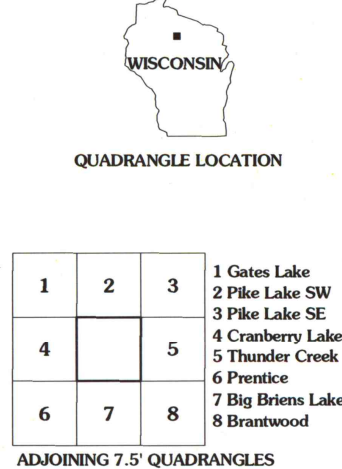 WISCONSIN
QUADRANGLE LOCATION
1 2 3
4 5
6 7 8
1 Gates Lake
2 Pike Lake SW
3 Pike Lake SE
4 Cranberry Lake
5 Thunder Creek
6 Prentice
7 Big Briens Lake
8 Brantwood
ADJOINING 7.5' QUADRANGLES